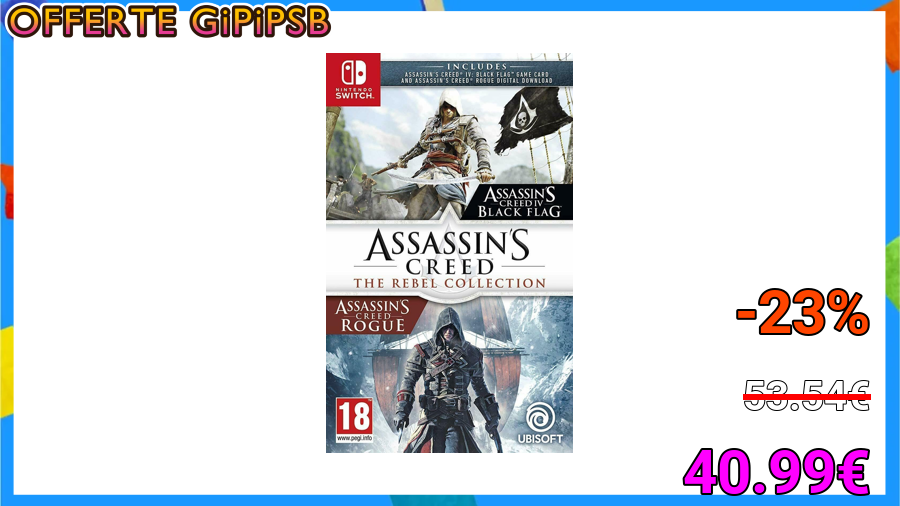 OFFERTE GiPiPSB
NINTENDO
SWITCH.
INCLUDES
ASSASSIN'S CREED® IV: BLACK FLAG™ GAME CARD
AND ASSASSIN'S CREED® ROGUE DIGITAL DOWNLOAD
ASSASSIN'S
CREED IV
BLACK FLAG
ASSASSIN'S
CREED
THE REBEL COLLECTION
ASSASSIN'S
CREED
ROGUE
18
www.pegi.info
UBISOFT
-23%
53.54€
40.99€